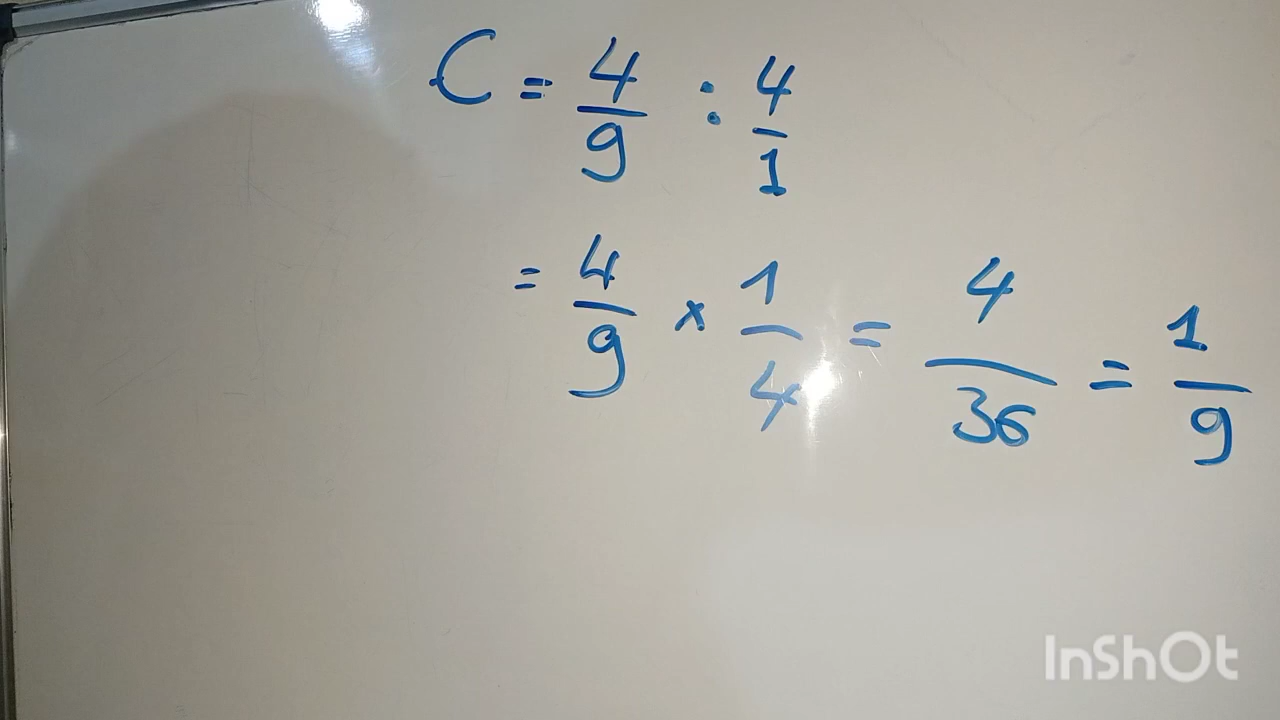 C = 4/9 : 4/1
= 4/9 × 1/4 = 4/36 = 1/9
InShOt